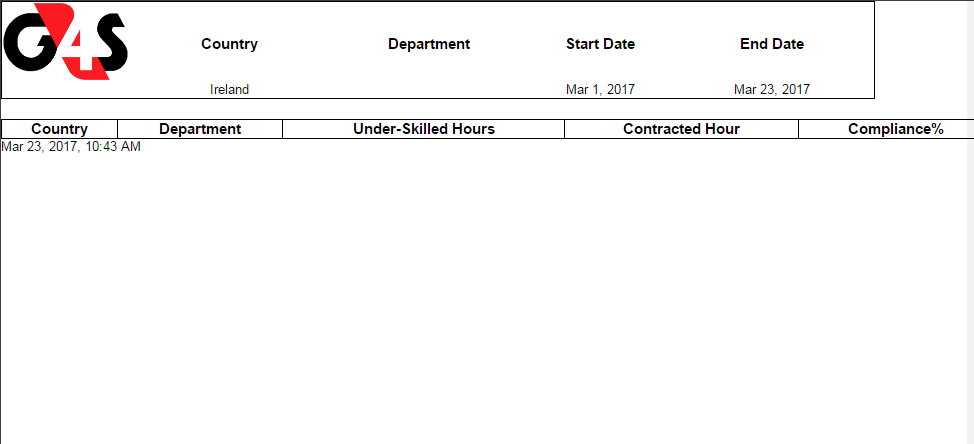 G4S
Country Department Start Date End Date
Ireland Mar 1, 2017 Mar 23, 2017
Country Department Under-Skilled Hours Contracted Hour Compliance%
Mar 23, 2017, 10:43 AM